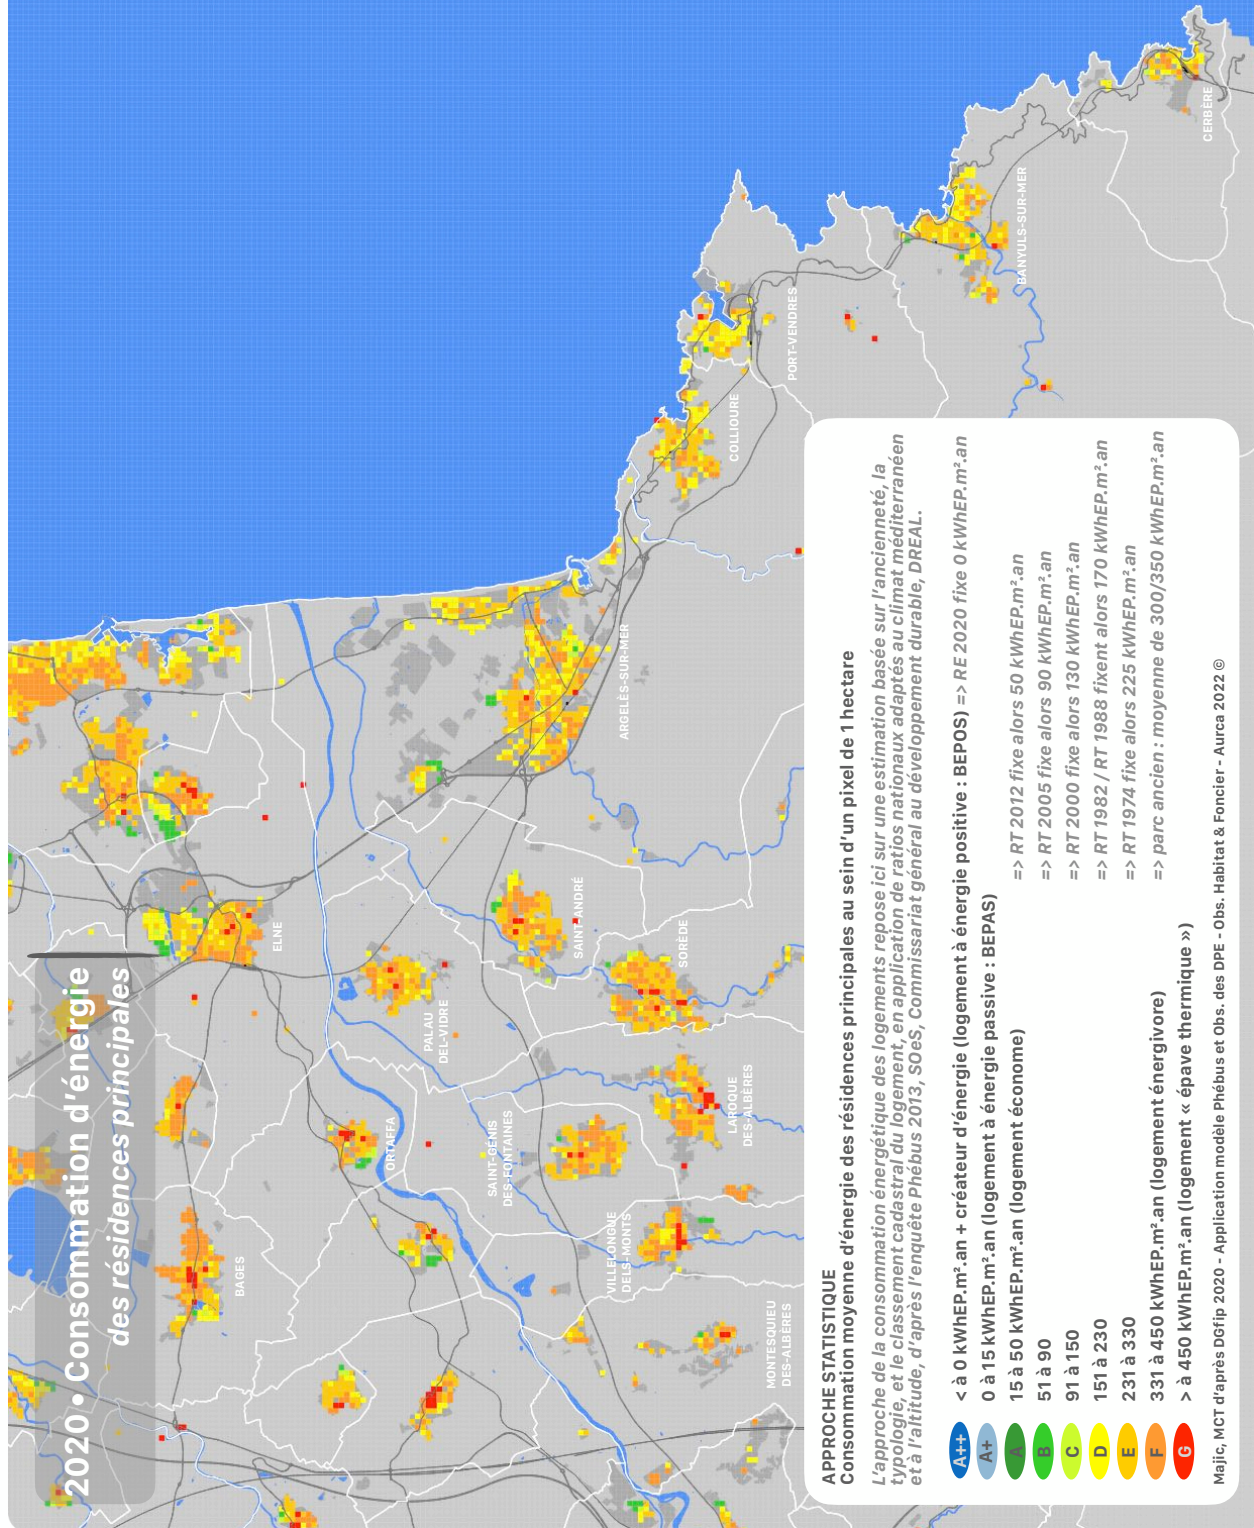 2020 • Consommation d'énergie
des résidences principales
BAGES
ELNE
ORTAFFA
PALAU
DEL-VIDRE
SAINT-GÉNIS
DES-FONTAINES
SAINT-ANDRÉ
SORÈDE
LAROQUE
DES-ALBÈRES
VILLELONGUE
DELS-MONTS
MONTESQUIEU
DES-ALBÈRES
ARGELÈS-SUR-MER
COLLIOURE
PORT-VENDRES
BANYULS-SUR-MER
CERBÈRE
APPROCHE STATISTIQUE
Consommation moyenne d'énergie des résidences principales au sein d'un pixel de 1 hectare
L'approche de la consommation énergétique des logements repose ici sur une estimation basée sur l'ancienneté, la
typologie, et le classement cadastral du logement, en application de ratios nationaux adaptés au climat méditerranéen
et à l'altitude, d'après l'enquête Phébus 2013, SOeS, Commissariat général au développement durable, DREAL.
A++ < à 0 kWhEP.m².an + créateur d'énergie (logement à énergie positive : BEPOS) => RE 2020 fixe 0 kWhEP.m².an
A+ 0 à 15 kWhEP.m².an (logement à énergie passive : BEPAS)
A 15 à 50 kWhEP.m².an (logement économe) => RT 2012 fixe alors 50 kWhEP.m².an
B 51 à 90 => RT 2005 fixe alors 90 kWhEP.m².an
C 91 à 150 => RT 2000 fixe alors 130 kWhEP.m².an
D 151 à 230 => RT 1982 / RT 1988 fixent alors 170 kWhEP.m².an
E 231 à 330 => RT 1974 fixe alors 225 kWhEP.m².an
F 331 à 450 kWhEP.m².an (logement énergivore) => parc ancien : moyenne de 300/350 kWhEP.m².an
G > à 450 kWhEP.m².an (logement « épave thermique »)
Majic, MCT d'après DGfip 2020 - Application modèle Phébus et Obs. des DPE - Obs. Habitat & Foncier - Aurca 2022 ©